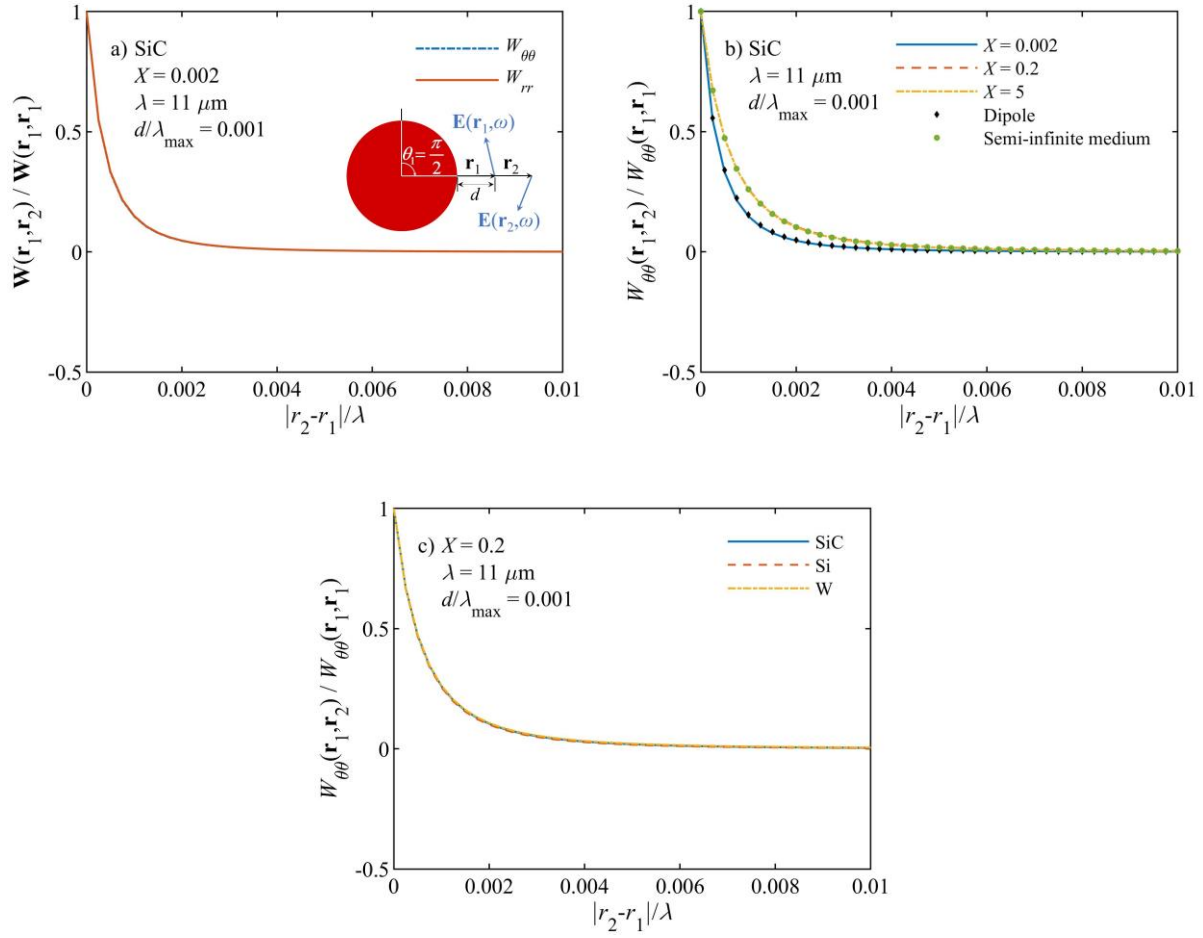 a) SiC
X = 0.002
λ = 11 μm
d/λmax = 0.001
Wθθ
Wrr
θ1 = π/2
E(r1,ω)
r1 r2
d
E(r2,ω)
W(r1,r2) / W(r1,r1)
1
0.5
0
-0.5
0 0.002 0.004 0.006 0.008 0.01
|r2-r1|/λ
b) SiC
λ = 11 μm
d/λmax = 0.001
X = 0.002
X = 0.2
X = 5
Dipole
Semi-infinite medium
Wθθ(r1,r2) / Wθθ(r1,r1)
1
0.5
0
-0.5
0 0.002 0.004 0.006 0.008 0.01
|r2-r1|/λ
c) X = 0.2
λ = 11 μm
d/λmax = 0.001
SiC
Si
W
Wθθ(r1,r2) / Wθθ(r1,r1)
1
0.5
0
-0.5
0 0.002 0.004 0.006 0.008 0.01
|r2-r1|/λ